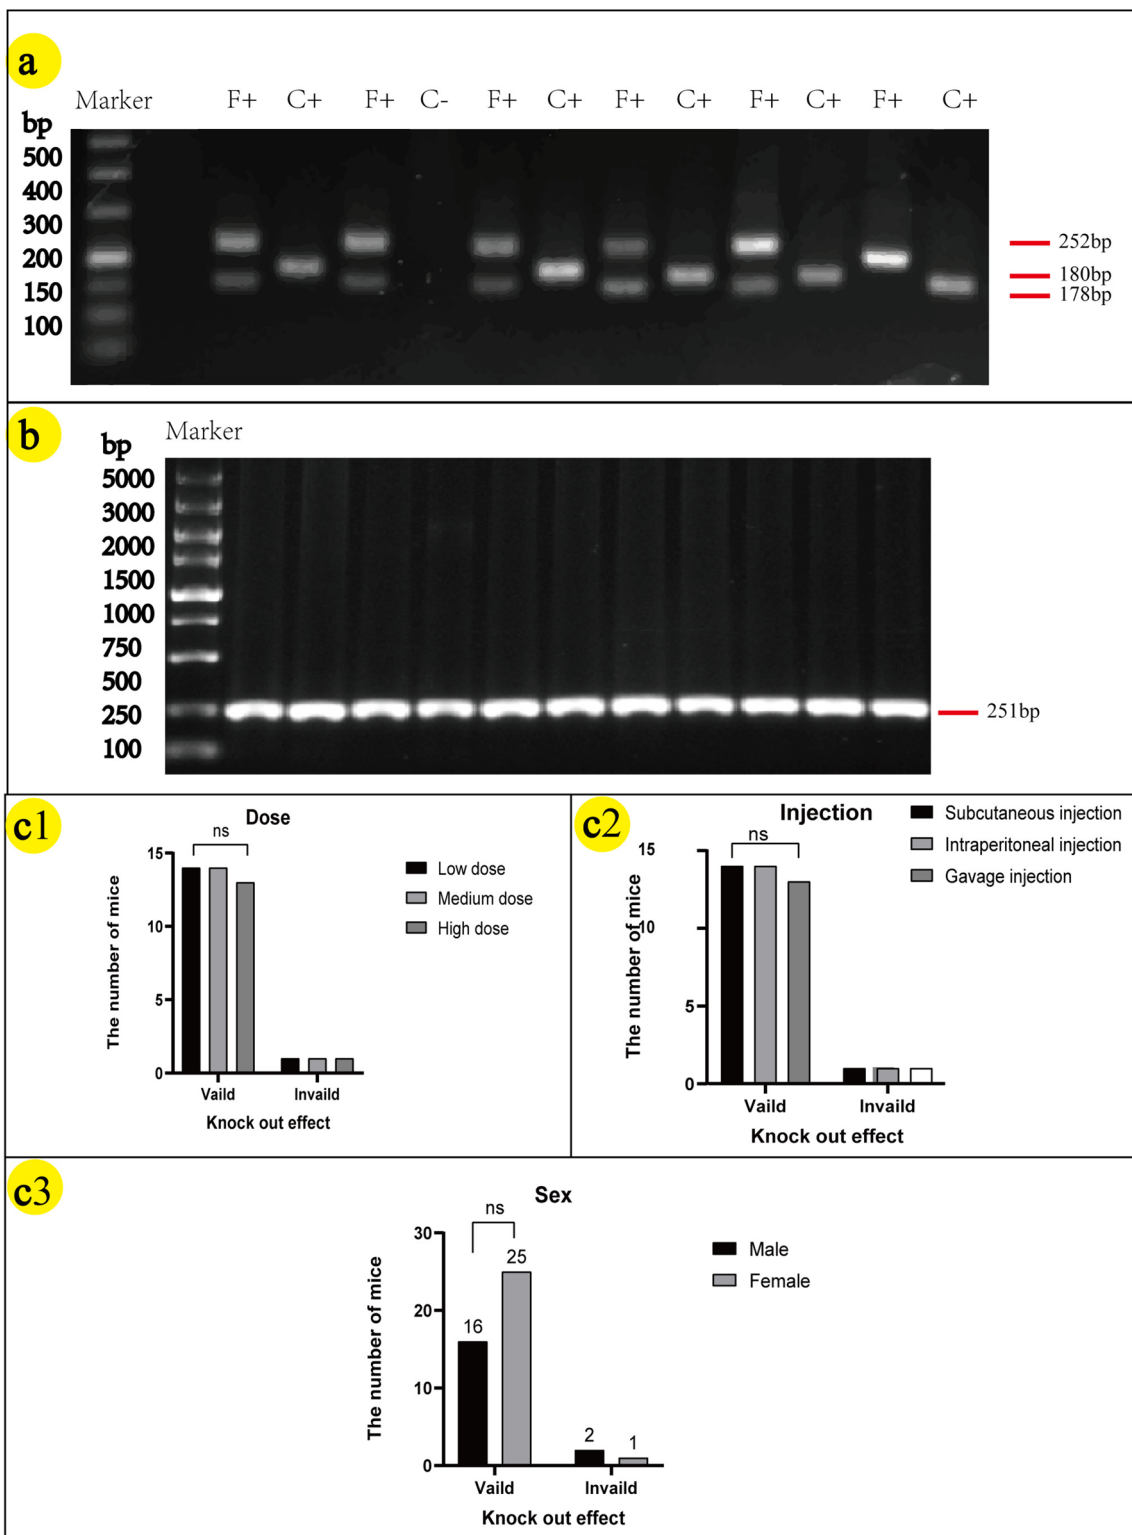 a
Marker F+ C+ F+ C- F+ C+ F+ C+ F+ C+ F+ C+
bp
500
400
300
200
150
100
252bp
180bp
178bp
b
Marker
bp
5000
3000
2000
1500
1000
750
500
250
100
251bp
c1
Dose
ns
15
10
5
0
The number of mice
Vaild Invaild
Knock out effect
Low dose
Medium dose
High dose
c2
Injection
ns
15
10
5
0
The number of mice
Vaild Invaild
Knock out effect
Subcutaneous injection
Intraperitoneal injection
Gavage injection
c3
Sex
ns
30
20
10
0
The number of mice
16 25 2 1
Vaild Invaild
Knock out effect
Male
Female